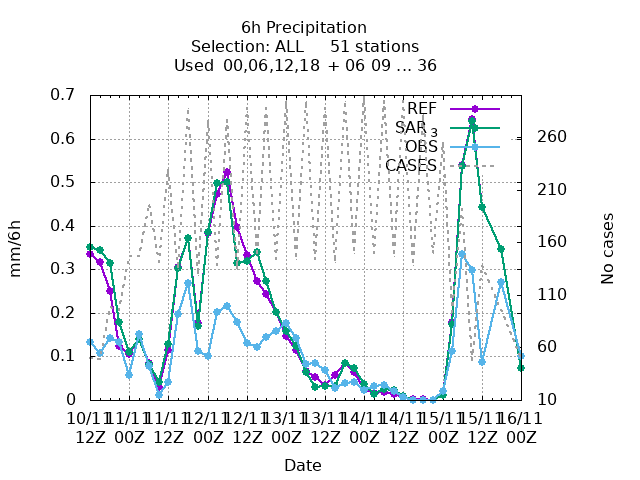 6h Precipitation
Selection: ALL 51 stations
Used 00,06,12,18 + 06 09 ... 36
REF
SAR 3
OBS
CASES
mm/6h
0.7
0.6
0.5
0.4
0.3
0.2
0.1
0
No cases
260
210
160
110
60
10
10/11 11/11 11/11 12/11 12/11 13/11 13/11 14/11 14/11 15/11 15/11 16/11
12Z 00Z 12Z 00Z 12Z 00Z 12Z 00Z 12Z 00Z 12Z 00Z
Date